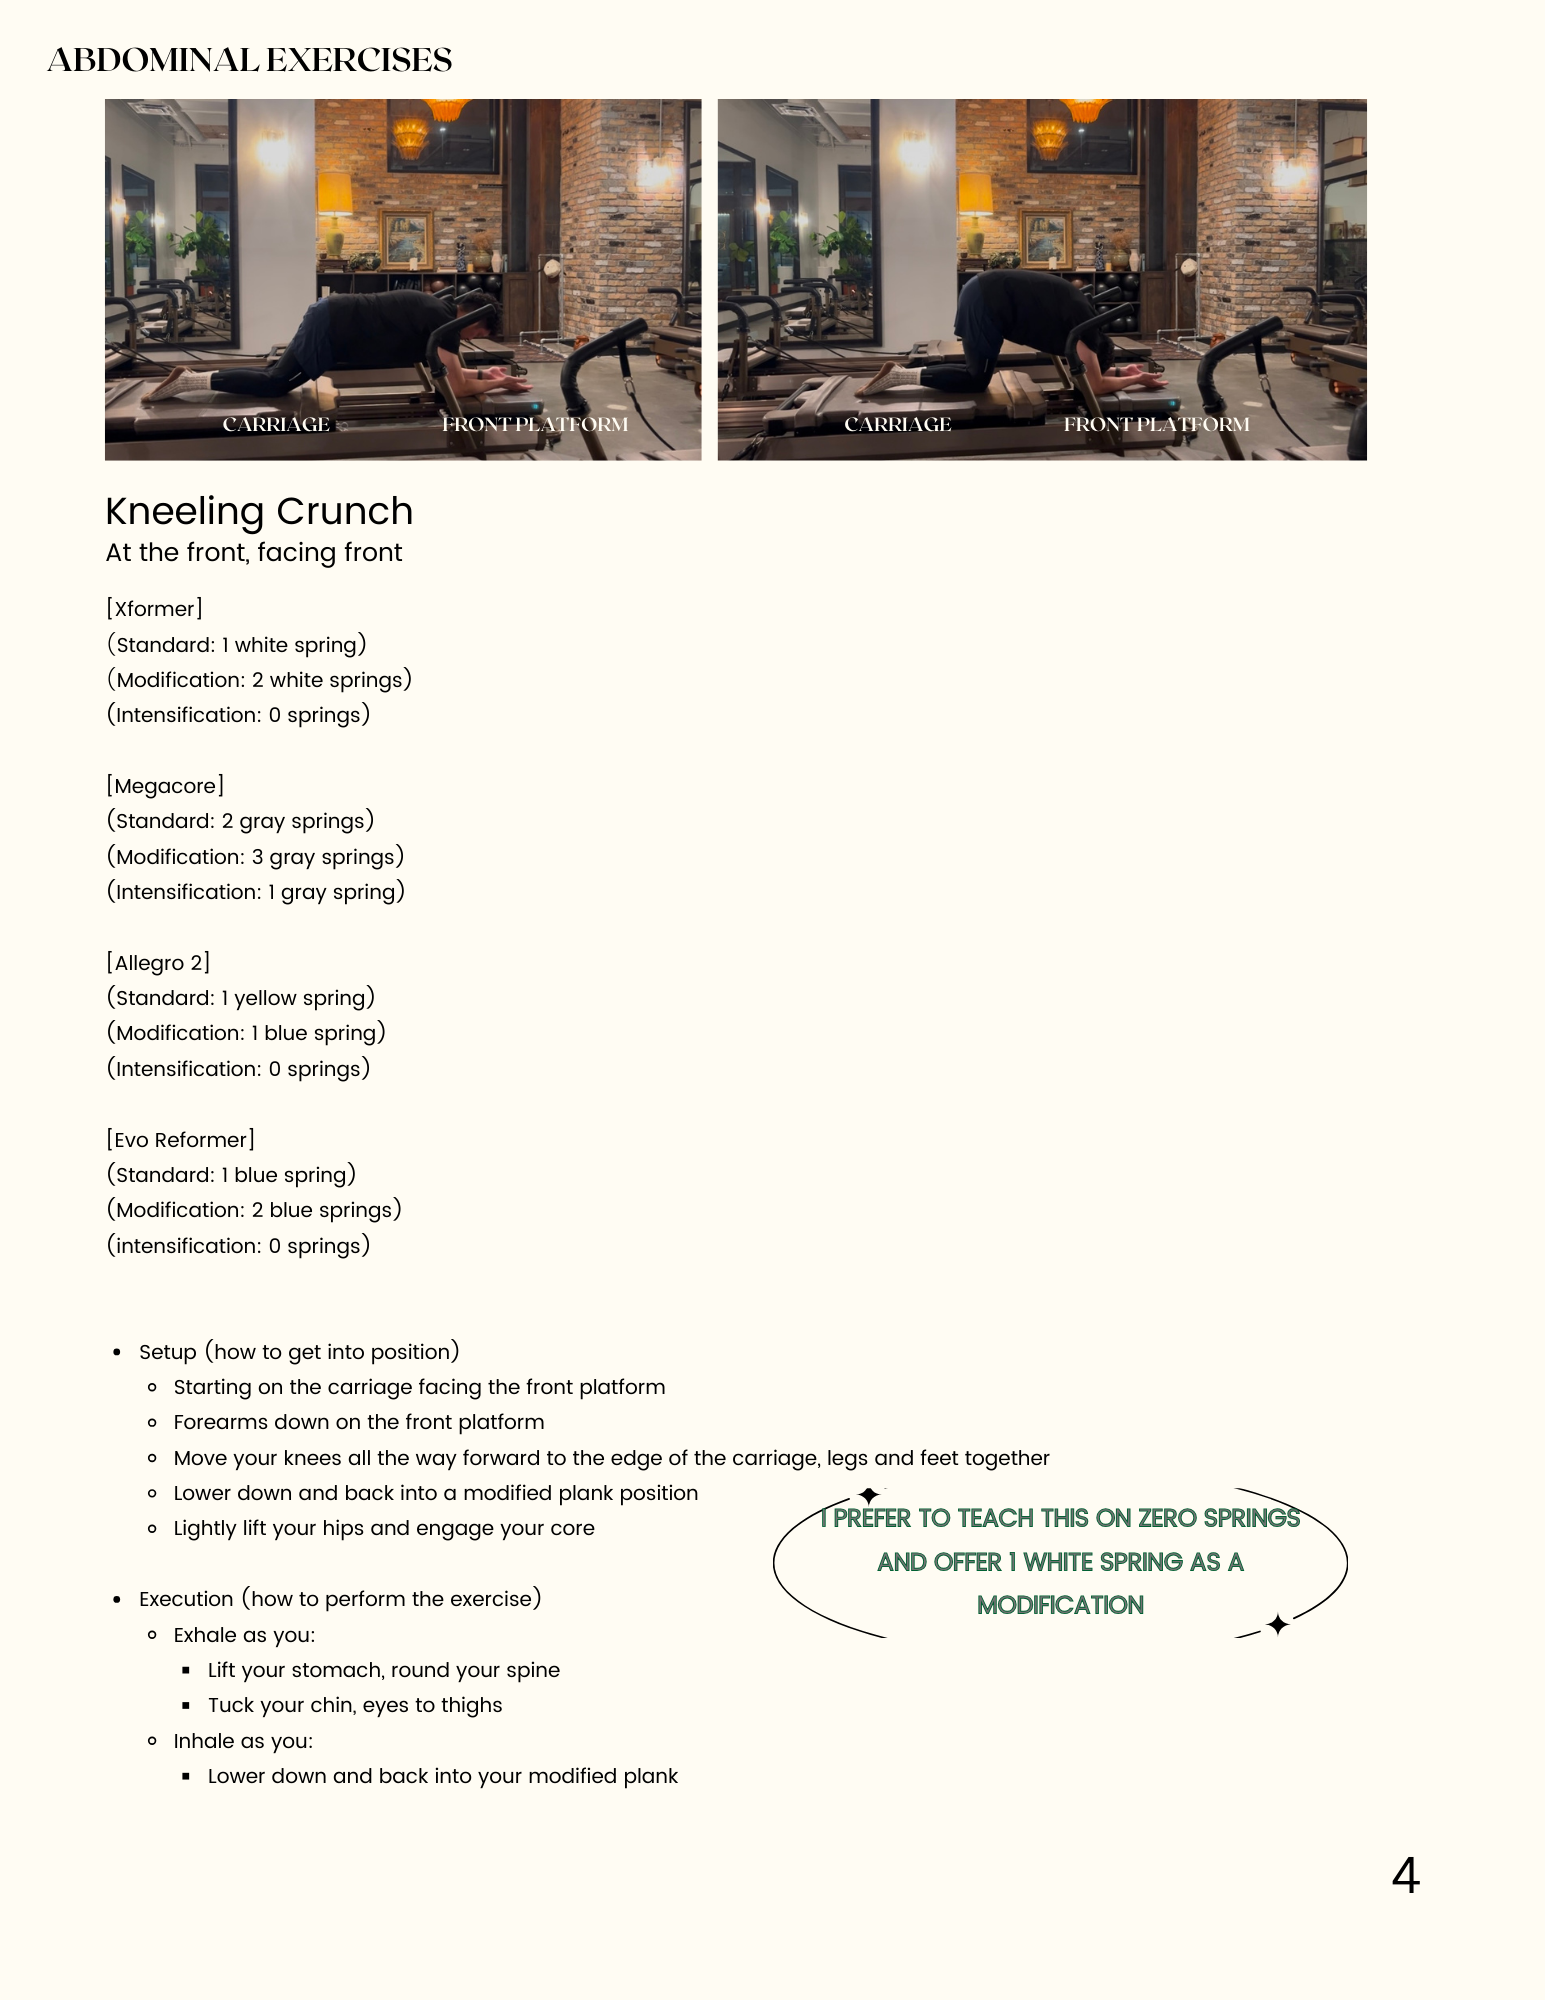 ABDOMINAL EXERCISES
CARRIAGE FRONT PLATFORM
CARRIAGE FRONT PLATFORM
Kneeling Crunch
At the front, facing front
[Xformer]
(Standard: 1 white spring)
(Modification: 2 white springs)
(Intensification: 0 springs)
[Megacore]
(Standard: 2 gray springs)
(Modification: 3 gray springs)
(Intensification: 1 gray spring)
[Allegro 2]
(Standard: 1 yellow spring)
(Modification: 1 blue spring)
(Intensification: 0 springs)
[Evo Reformer]
(Standard: 1 blue spring)
(Modification: 2 blue springs)
(intensification: 0 springs)
• Setup (how to get into position)
◦ Starting on the carriage facing the front platform
◦ Forearms down on the front platform
◦ Move your knees all the way forward to the edge of the carriage, legs and feet together
◦ Lower down and back into a modified plank position
◦ Lightly lift your hips and engage your core
I PREFER TO TEACH THIS ON ZERO SPRINGS
AND OFFER 1 WHITE SPRING AS A
MODIFICATION
• Execution (how to perform the exercise)
◦ Exhale as you:
▪ Lift your stomach, round your spine
▪ Tuck your chin, eyes to thighs
◦ Inhale as you:
▪ Lower down and back into your modified plank
4